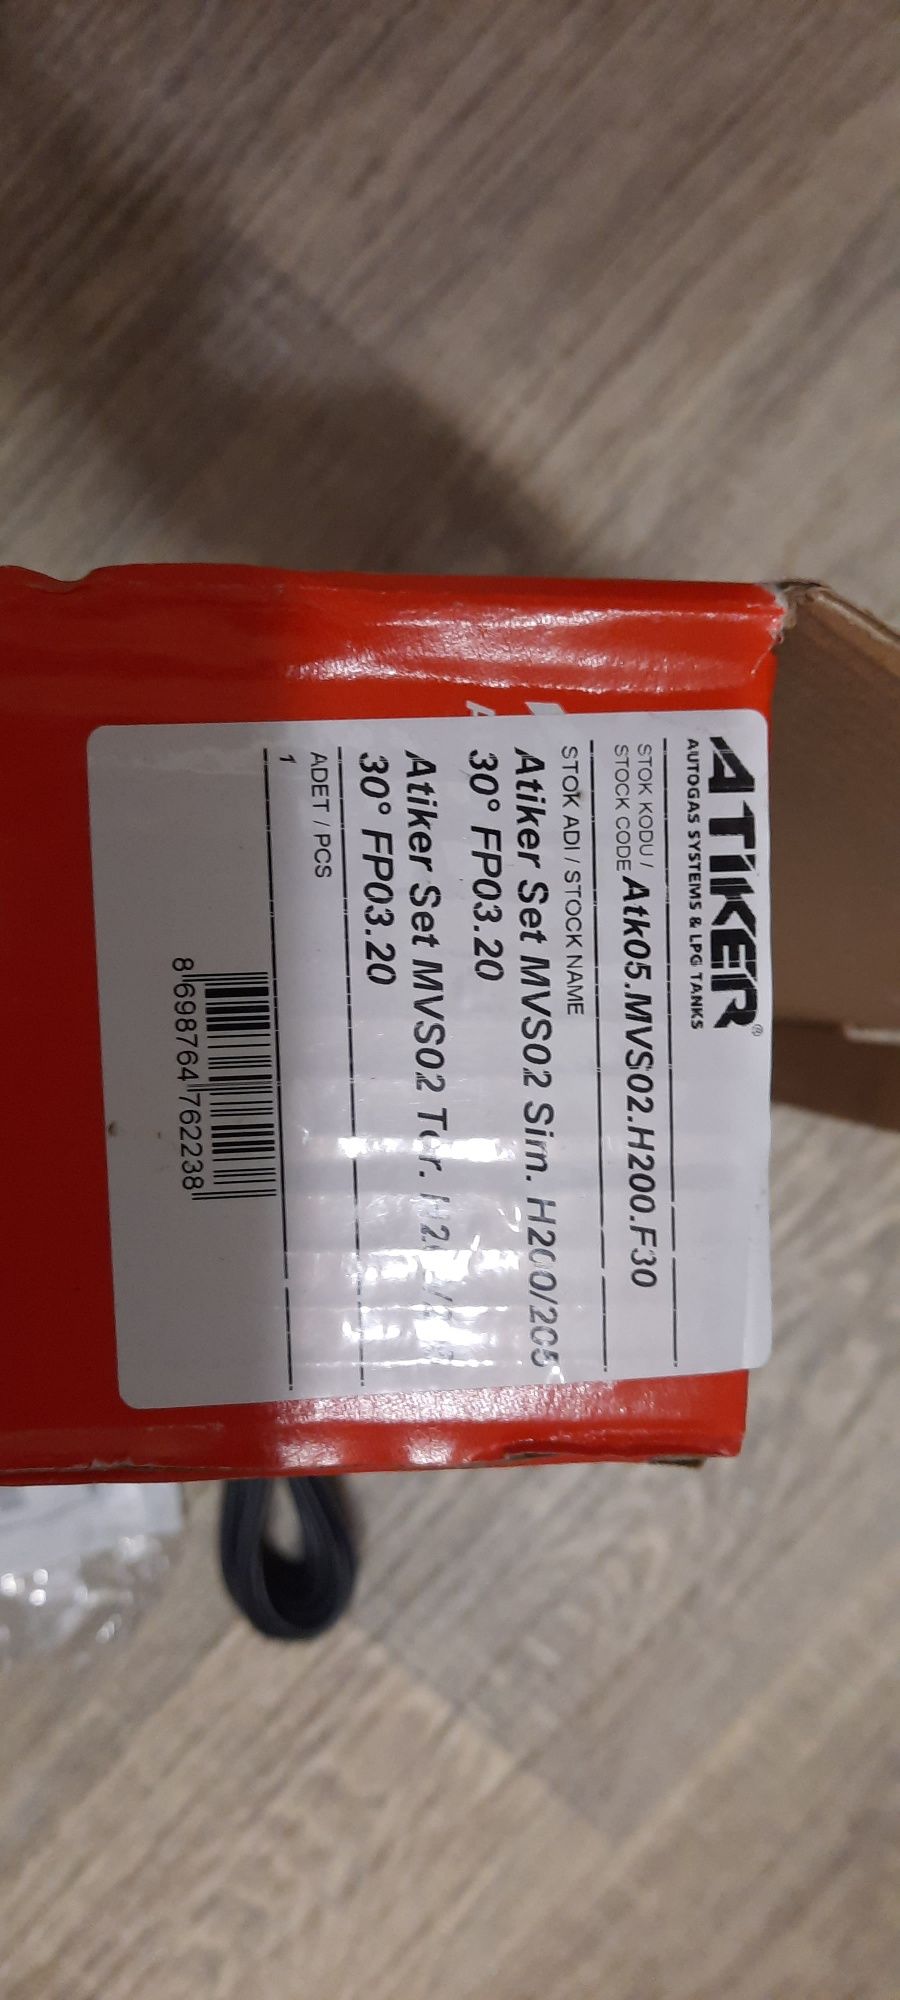 ATİKER®
AUTOGAS SYSTEMS & LPG TANKS
STOK KODU /
STOCK CODE Atk05.MVS02.H200.F30
STOK ADI / STOCK NAME
Atiker Set MVS02 Sim. H200/205
30° FP03.20
Atiker Set MVS02 Tor.
30° FP03.20
ADET / PCS
1
8 698764 762238